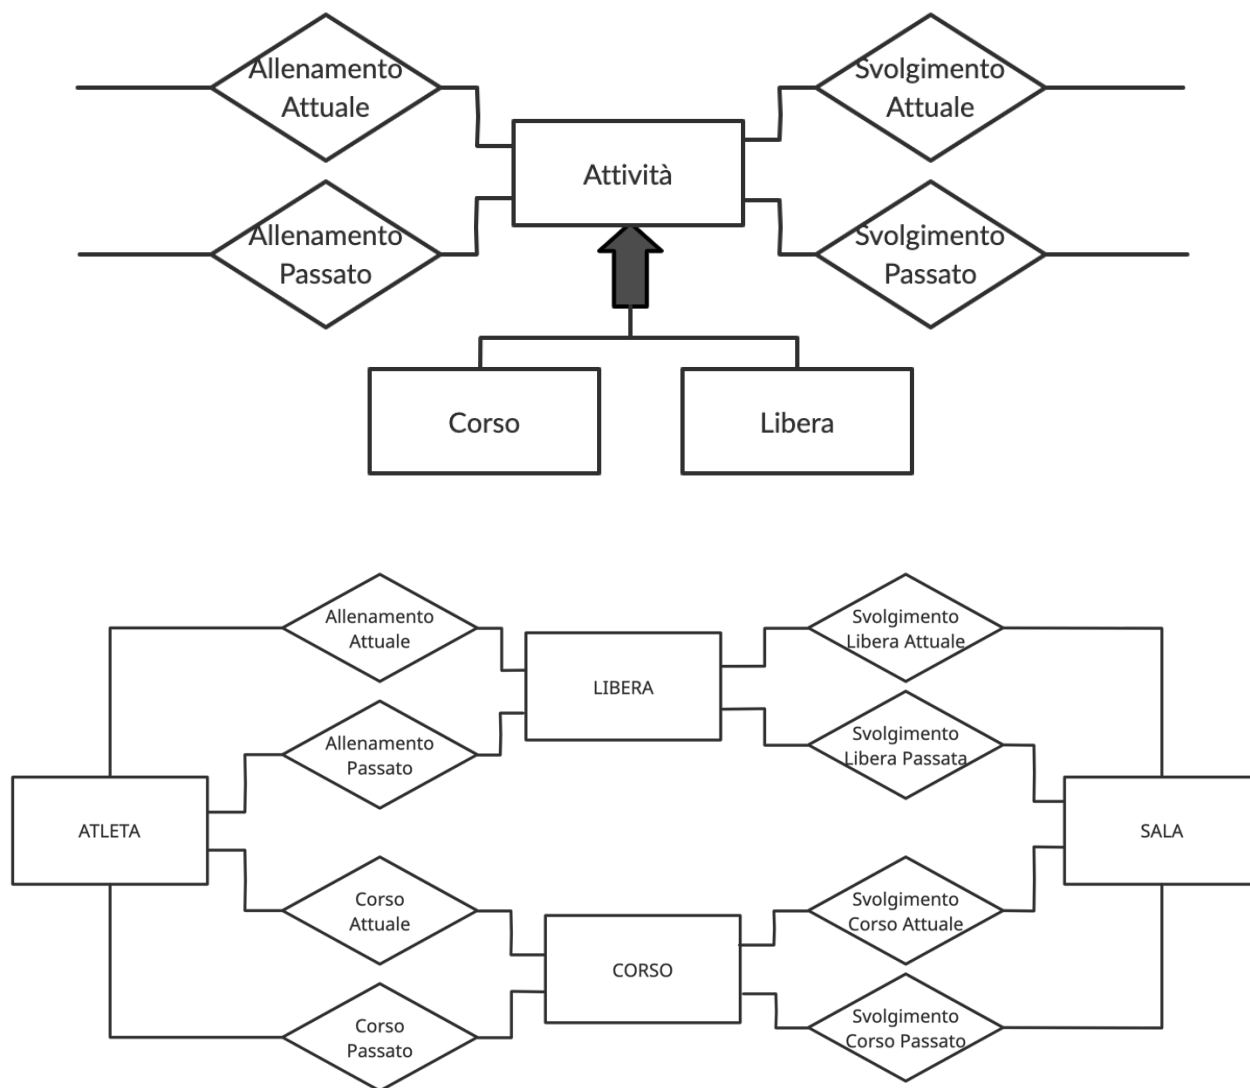 Allenamento
Attuale
Svolgimento
Attuale
Attività
Allenamento
Passato
Svolgimento
Passato
Corso
Libera
Allenamento
Attuale
Svolgimento
Libera Attuale
LIBERA
Allenamento
Passato
Svolgimento
Libera Passata
ATLETA
SALA
Corso
Attuale
Svolgimento
Corso Attuale
CORSO
Corso
Passato
Svolgimento
Corso Passato